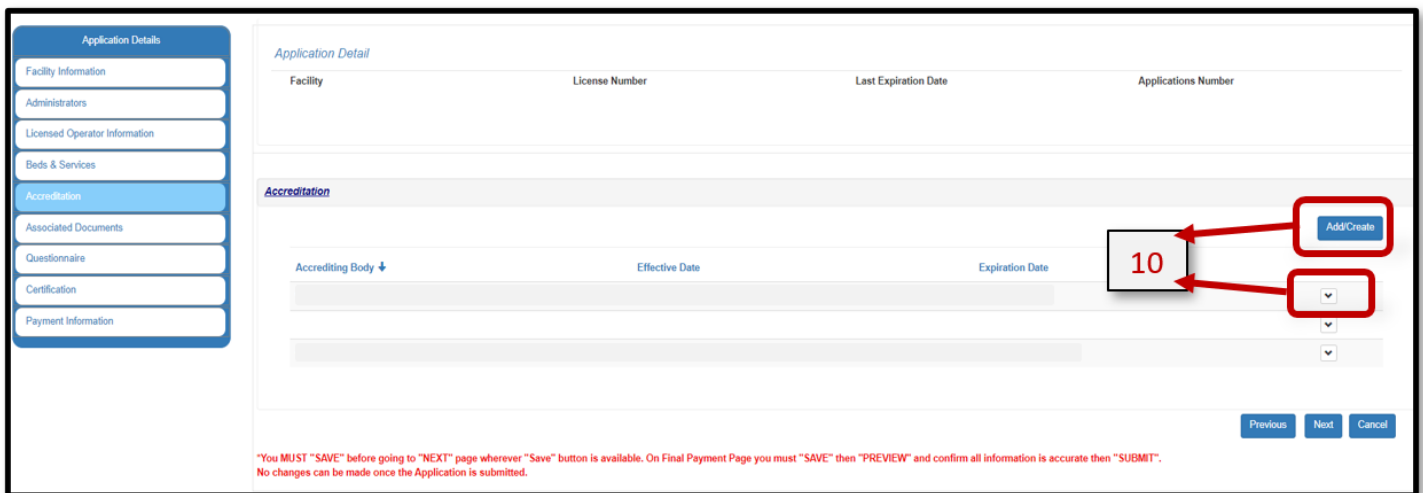 Application Details
Facility Information
Administrators
Licensed Operator Information
Beds & Services
Accreditation
Associated Documents
Questionnaire
Certification
Payment Information
Application Detail
Facility License Number Last Expiration Date Applications Number
Accreditation
Add/Create
10
Accrediting Body Effective Date Expiration Date
Previous Next Cancel
*You MUST "SAVE" before going to "NEXT" page wherever "Save" button is available. On Final Payment Page you must "SAVE" then "PREVIEW" and confirm all information is accurate then "SUBMIT".
No changes can be made once the Application is submitted.